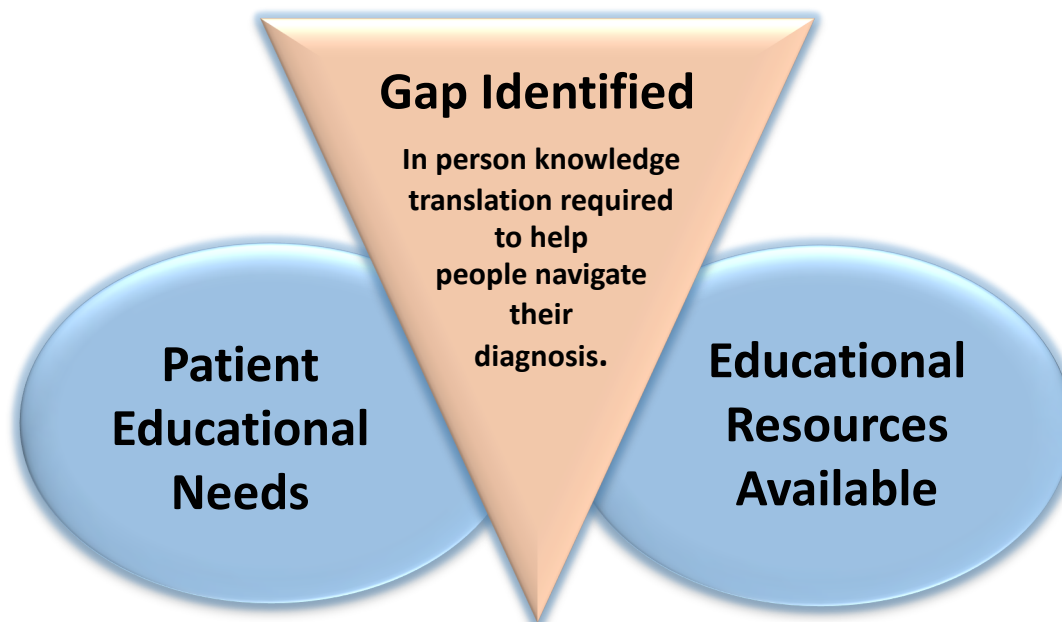 Gap Identified
In person knowledge
translation required
to help
people navigate
their
diagnosis.
Patient
Educational
Needs
Educational
Resources
Available